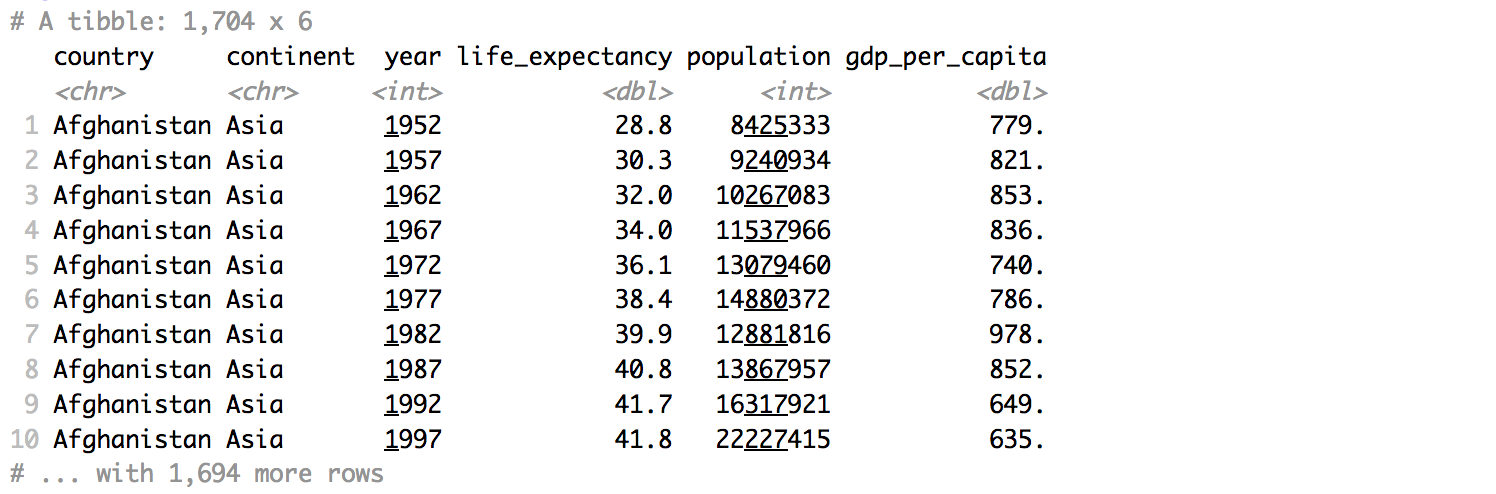 # A tibble: 1,704 x 6
country continent year life_expectancy population gdp_per_capita
<chr> <chr> <int> <dbl> <int> <dbl>
1 Afghanistan Asia 1952 28.8 8425333 779.
2 Afghanistan Asia 1957 30.3 9240934 821.
3 Afghanistan Asia 1962 32.0 10267083 853.
4 Afghanistan Asia 1967 34.0 11537966 836.
5 Afghanistan Asia 1972 36.1 13079460 740.
6 Afghanistan Asia 1977 38.4 14880372 786.
7 Afghanistan Asia 1982 39.9 12881816 978.
8 Afghanistan Asia 1987 40.8 13867957 852.
9 Afghanistan Asia 1992 41.7 16317921 649.
10 Afghanistan Asia 1997 41.8 22227415 635.
# ... with 1,694 more rows